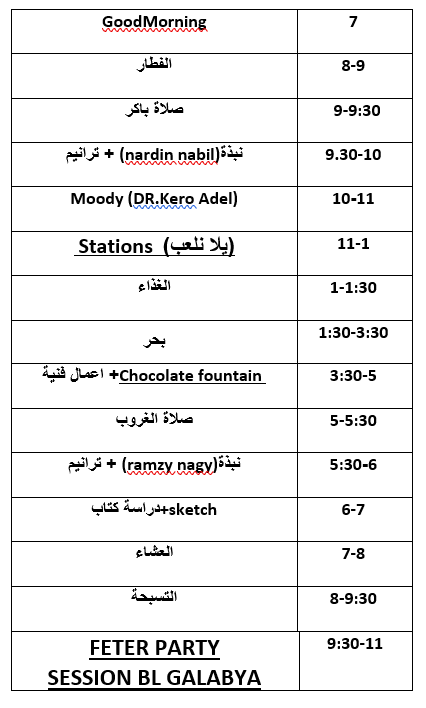 GoodMorning 7
الفطار 8-9
صلاة باكر 9-9:30
نبذة(nardin nabil) + ترانيم 9.30-10
Moody (DR.Kero Adel) 10-11
Stations (يلا نلعب) 11-1
الغذاء 1-1:30
بحر 1:30-3:30
Chocolate fountain+ اعمال فنية 3:30-5
صلاة الغروب 5-5:30
نبذة(ramzy nagy) + ترانيم 5:30-6
sketch+دراسة كتاب 6-7
العشاء 7-8
التسبحة 8-9:30
FETER PARTY 9:30-11
SESSION BL GALABYA